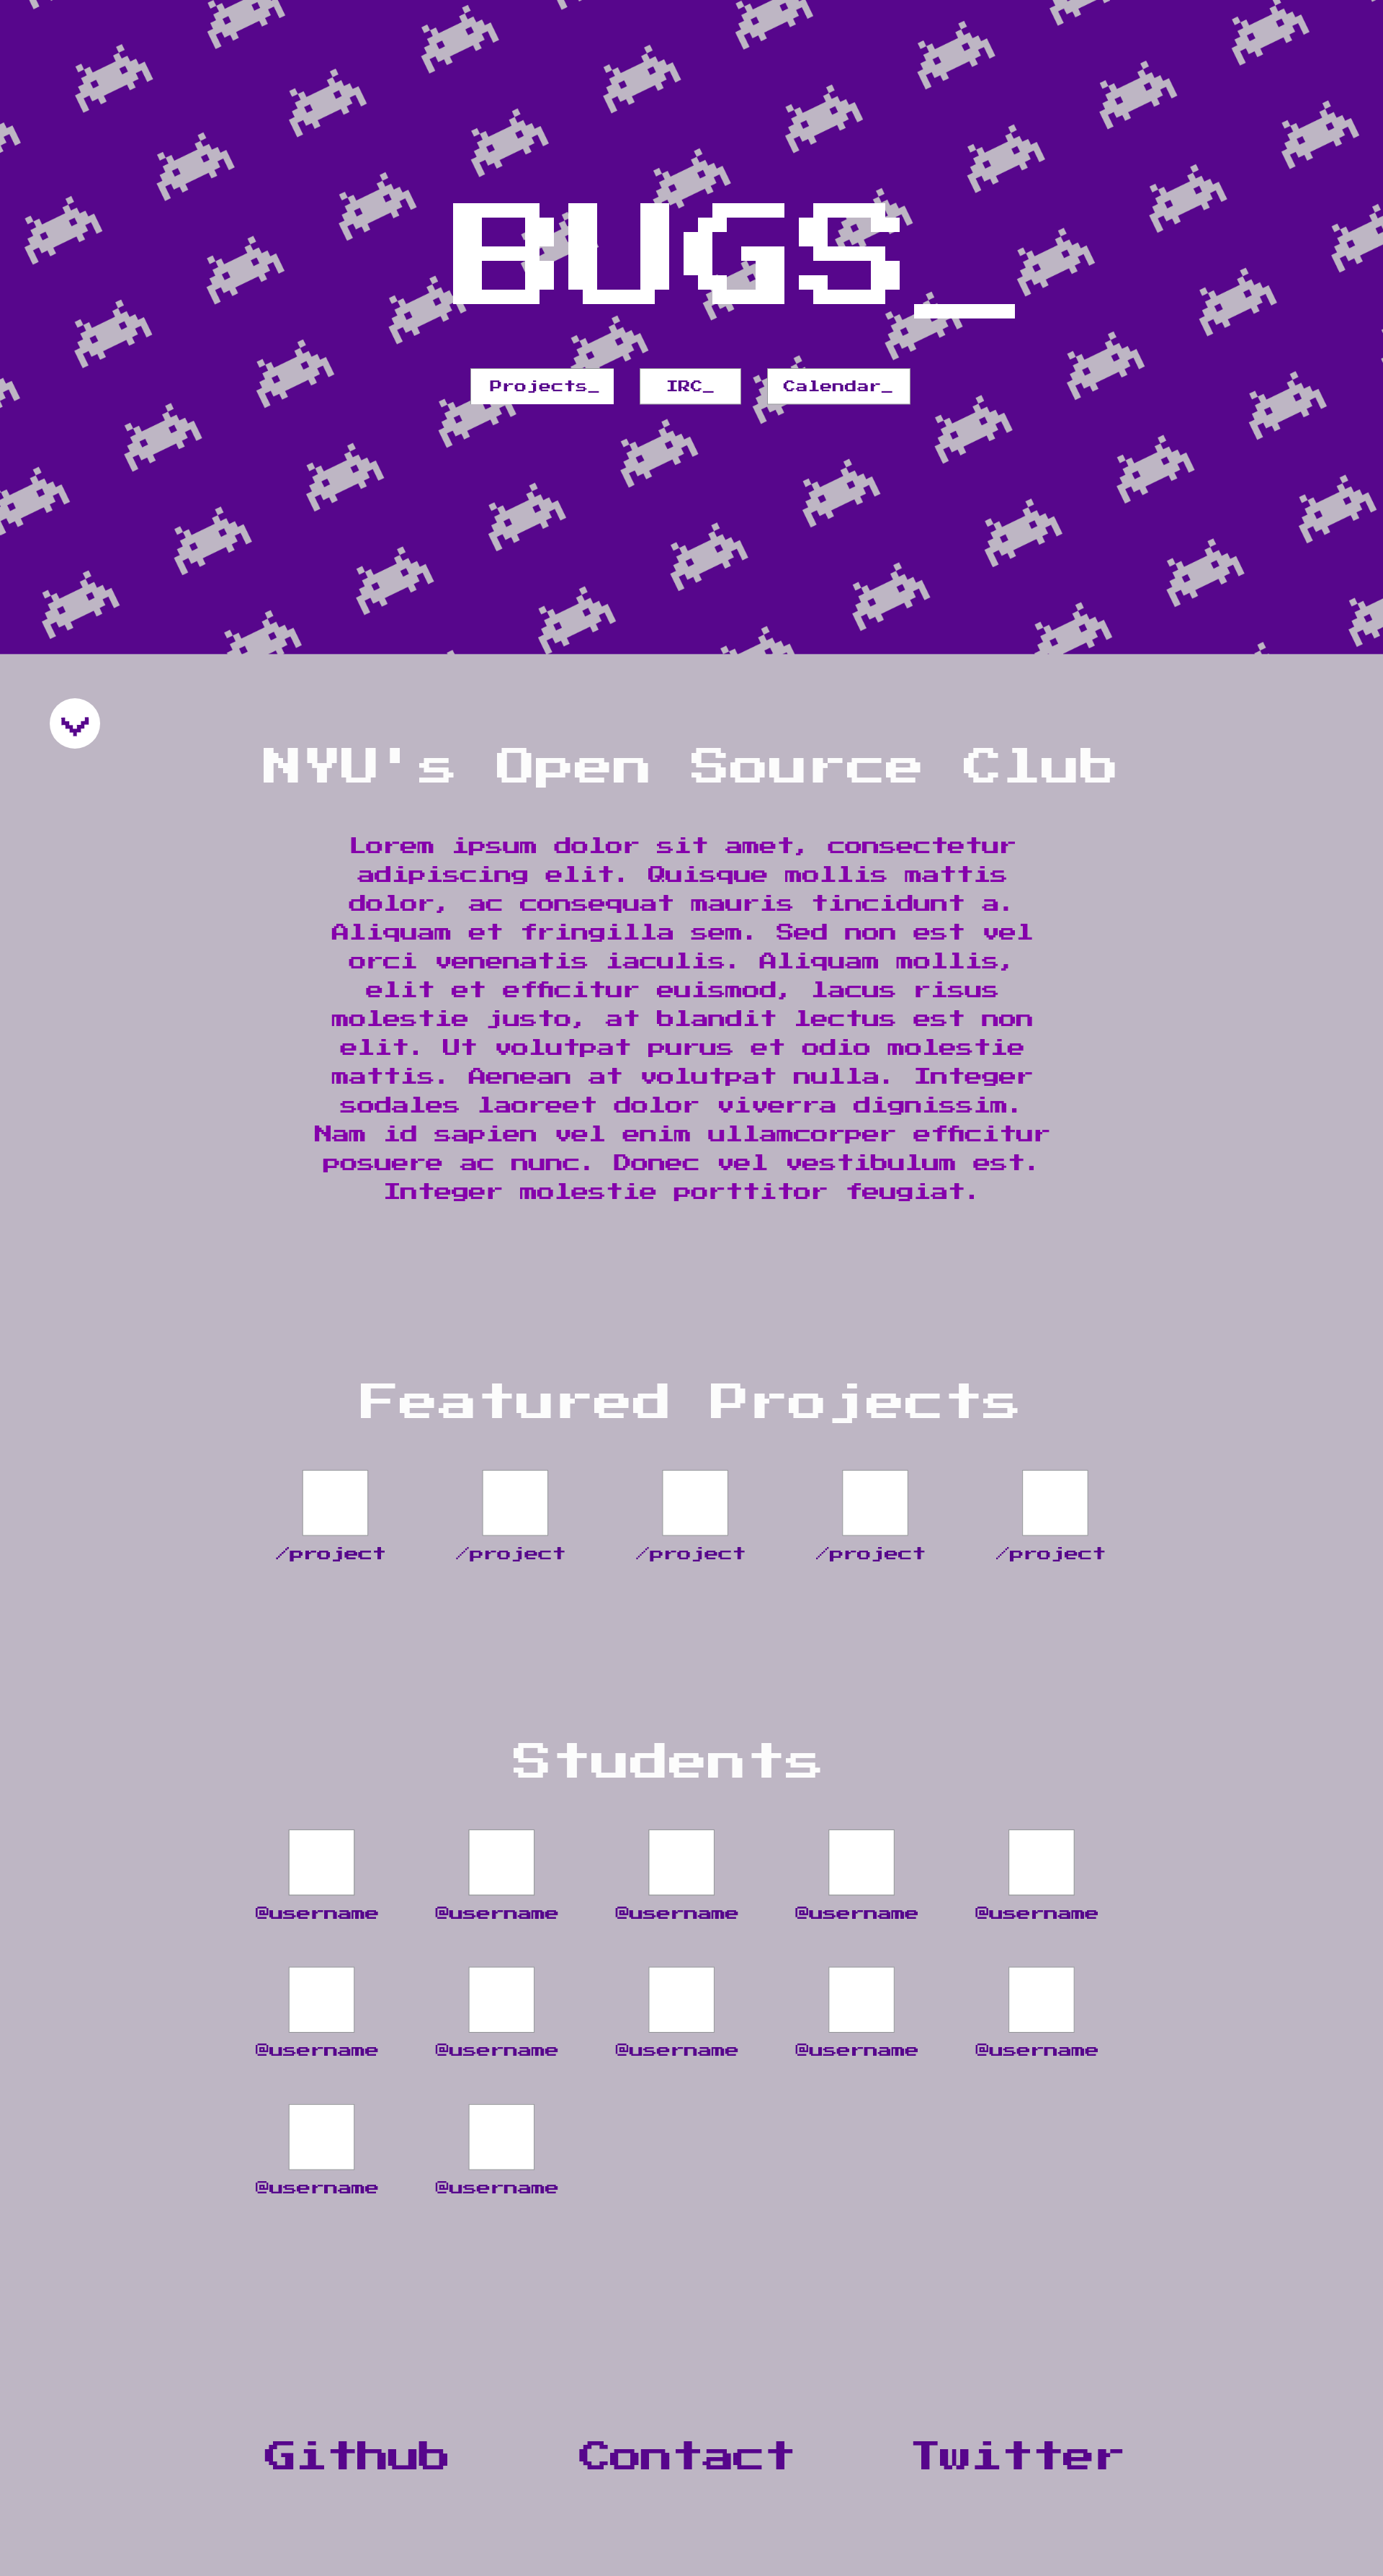 BUGS_
Projects_ IRC_ Calendar_
NYU's Open Source Club
Lorem ipsum dolor sit amet, consectetur
adipiscing elit. Quisque mollis mattis
dolor, ac consequat mauris tincidunt a.
Aliquam et fringilla sem. Sed non est vel
orci venenatis iaculis. Aliquam mollis,
elit et efficitur euismod, lacus risus
molestie justo, at blandit lectus est non
elit. Ut volutpat purus et odio molestie
mattis. Aenean at volutpat nulla. Integer
sodales laoreet dolor viverra dignissim.
Nam id sapien vel enim ullamcorper efficitur
posuere ac nunc. Donec vel vestibulum est.
Integer molestie porttitor feugiat.
Featured Projects
/project /project /project /project /project
Students
@username @username @username @username @username
@username @username @username @username @username
@username @username
Github Contact Twitter